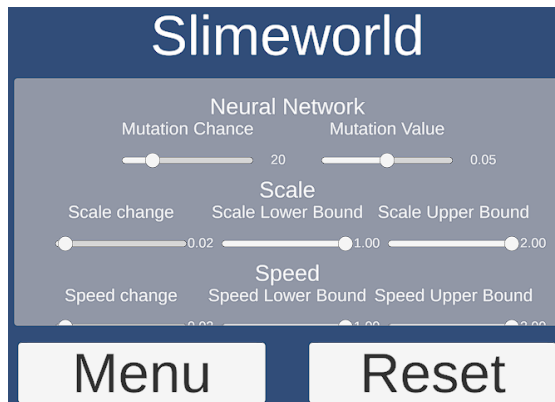 Slimeworld
Neural Network
Mutation Chance Mutation Value
20 0.05
Scale
Scale change Scale Lower Bound Scale Upper Bound
0.02 1.00 2.00
Speed
Speed change Speed Lower Bound Speed Upper Bound
Menu Reset